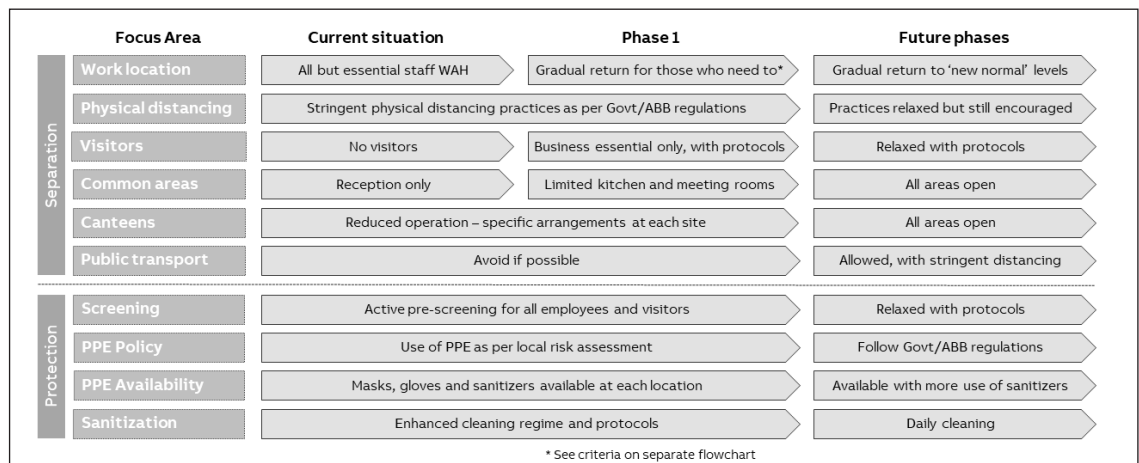 Focus Area Current situation Phase 1 Future phases
Separation
Work location All but essential staff WAH Gradual return for those who need to* Gradual return to ‘new normal’ levels
Physical distancing Stringent physical distancing practices as per Govt/ABB regulations Practices relaxed but still encouraged
Visitors No visitors Business essential only, with protocols Relaxed with protocols
Common areas Reception only Limited kitchen and meeting rooms All areas open
Canteens Reduced operation – specific arrangements at each site All areas open
Public transport Avoid if possible Allowed, with stringent distancing
Protection
Screening Active pre-screening for all employees and visitors Relaxed with protocols
PPE Policy Use of PPE as per local risk assessment Follow Govt/ABB regulations
PPE Availability Masks, gloves and sanitizers available at each location Available with more use of sanitizers
Sanitization Enhanced cleaning regime and protocols Daily cleaning
* See criteria on separate flowchart